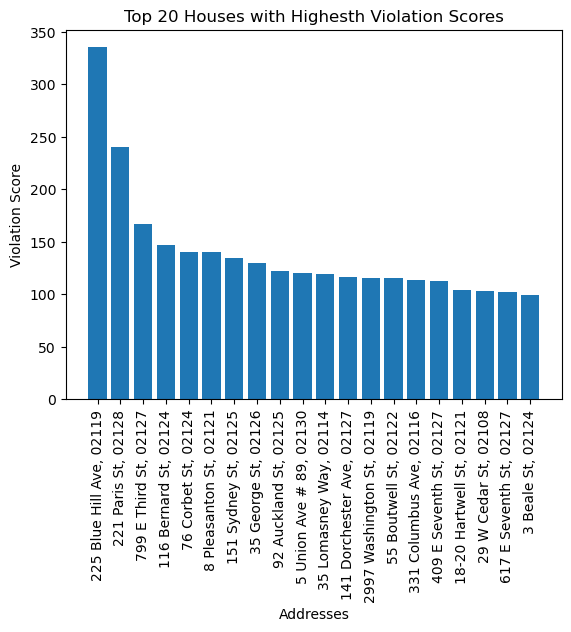 Top 20 Houses with Highesth Violation Scores
350
300
250
200
150
100
50
0
Violation Score
225 Blue Hill Ave, 02119
221 Paris St, 02128
799 E Third St, 02127
116 Bernard St, 02124
76 Corbet St, 02124
8 Pleasanton St, 02121
151 Sydney St, 02125
35 George St, 02126
92 Auckland St, 02125
5 Union Ave # 89, 02130
35 Lomasney Way, 02114
141 Dorchester Ave, 02127
2997 Washington St, 02119
55 Boutwell St, 02122
331 Columbus Ave, 02116
409 E Seventh St, 02127
18-20 Hartwell St, 02121
29 W Cedar St, 02108
617 E Seventh St, 02127
3 Beale St, 02124
Addresses